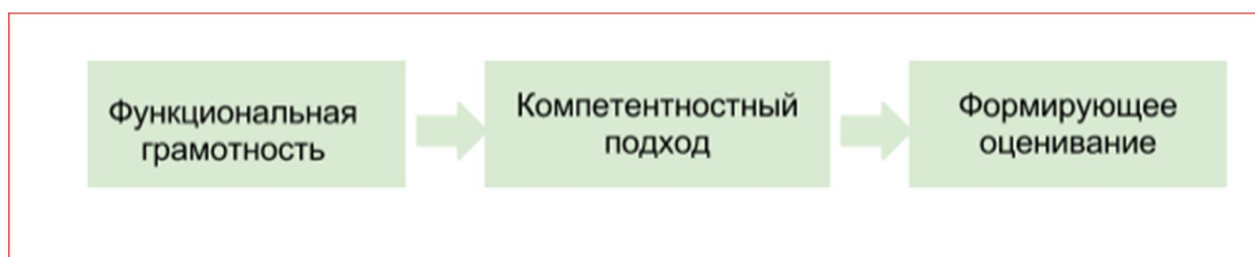 Функциональная
грамотность
Компетентностный
подход
Формирующее
оценивание